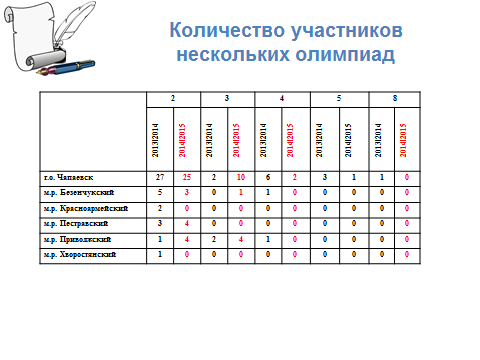 Количество участников
нескольких олимпиад
2 3 4 5 8
2013\2014 2014\2015 2013\2014 2014\2015 2013\2014 2014\2015 2013\2014 2014\2015 2013\2014 2014\2015
г.о. Чапаевск 27 25 2 10 6 2 3 1 1 0
м.р. Безенчукский 5 3 0 1 1 0 0 0 0 0
м.р. Красноармейский 2 0 0 0 0 0 0 0 0 0
м.р. Пестравский 3 4 0 0 0 0 0 0 0 0
м.р. Приволжский 1 4 2 4 1 0 0 0 0 0
м.р. Хворостянский 1 0 0 0 0 0 0 0 0 0